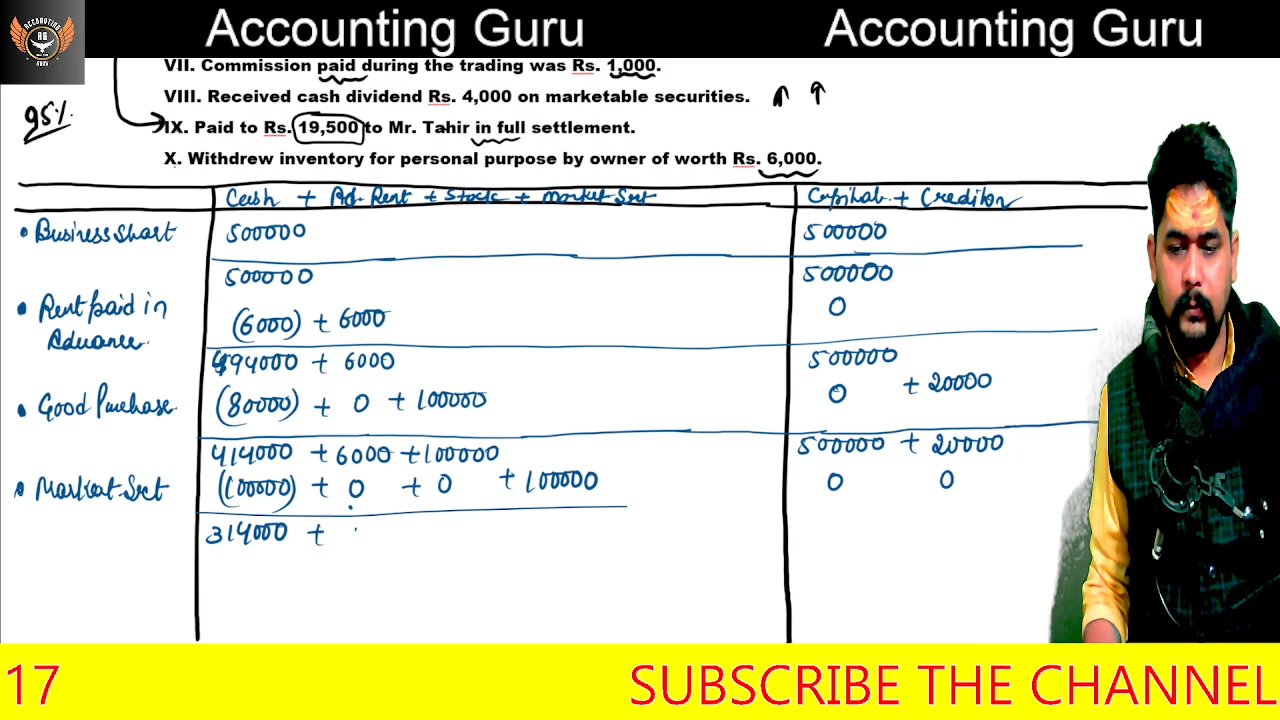 Accounting Guru Accounting Guru
ACCOUNTING
AG
GURU
VII. Commission paid during the trading was Rs. 1,000.
VIII. Received cash dividend Rs. 4,000 on marketable securities.
95%
IX. Paid to Rs. 19,500 to Mr. Tahir in full settlement.
X. Withdrew inventory for personal purpose by owner of worth Rs. 6,000.
Cash + Ad. Rent + Stock + Market Sect Capital + Creditor
• Business Start 500000 500000
500000 500000
• Rent paid in Advance (6000) + 6000 0
494000 + 6000 500000
• Good Purchase (80000) + 0 + 100000 0 + 20000
414000 + 6000 + 100000 500000 + 20000
• Market Sect (100000) + 0 + 0 + 100000 0 0
314000 +
17 SUBSCRIBE THE CHANNEL